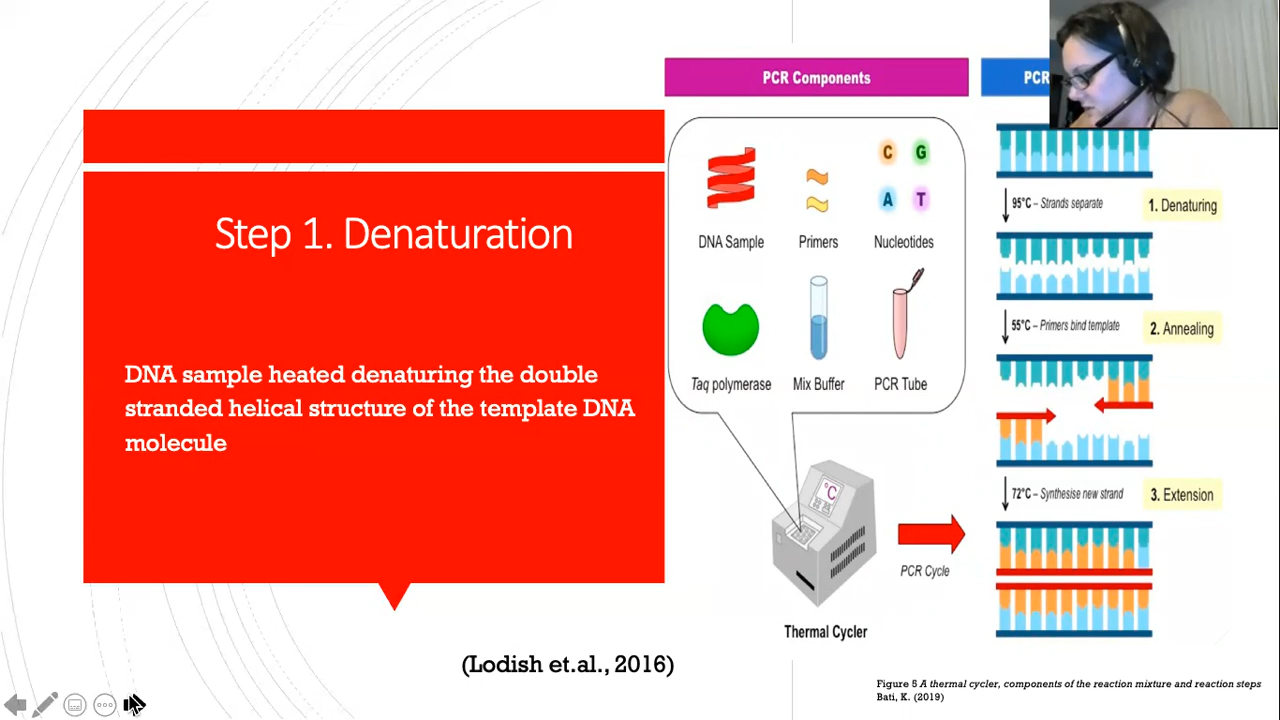 Step 1. Denaturation
DNA sample heated denaturing the double
stranded helical structure of the template DNA
molecule
(Lodish et.al., 2016)
PCR Components
C G
A T
DNA Sample Primers Nucleotides
Taq polymerase Mix Buffer PCR Tube
°C
PCR Cycle
Thermal Cycler
PCR
95°C – Strands separate
1. Denaturing
55°C – Primers bind template
2. Annealing
72°C – Synthesise new strand
3. Extension
Figure 5 A thermal cycler, components of the reaction mixture and reaction steps
Bati, K. (2019)